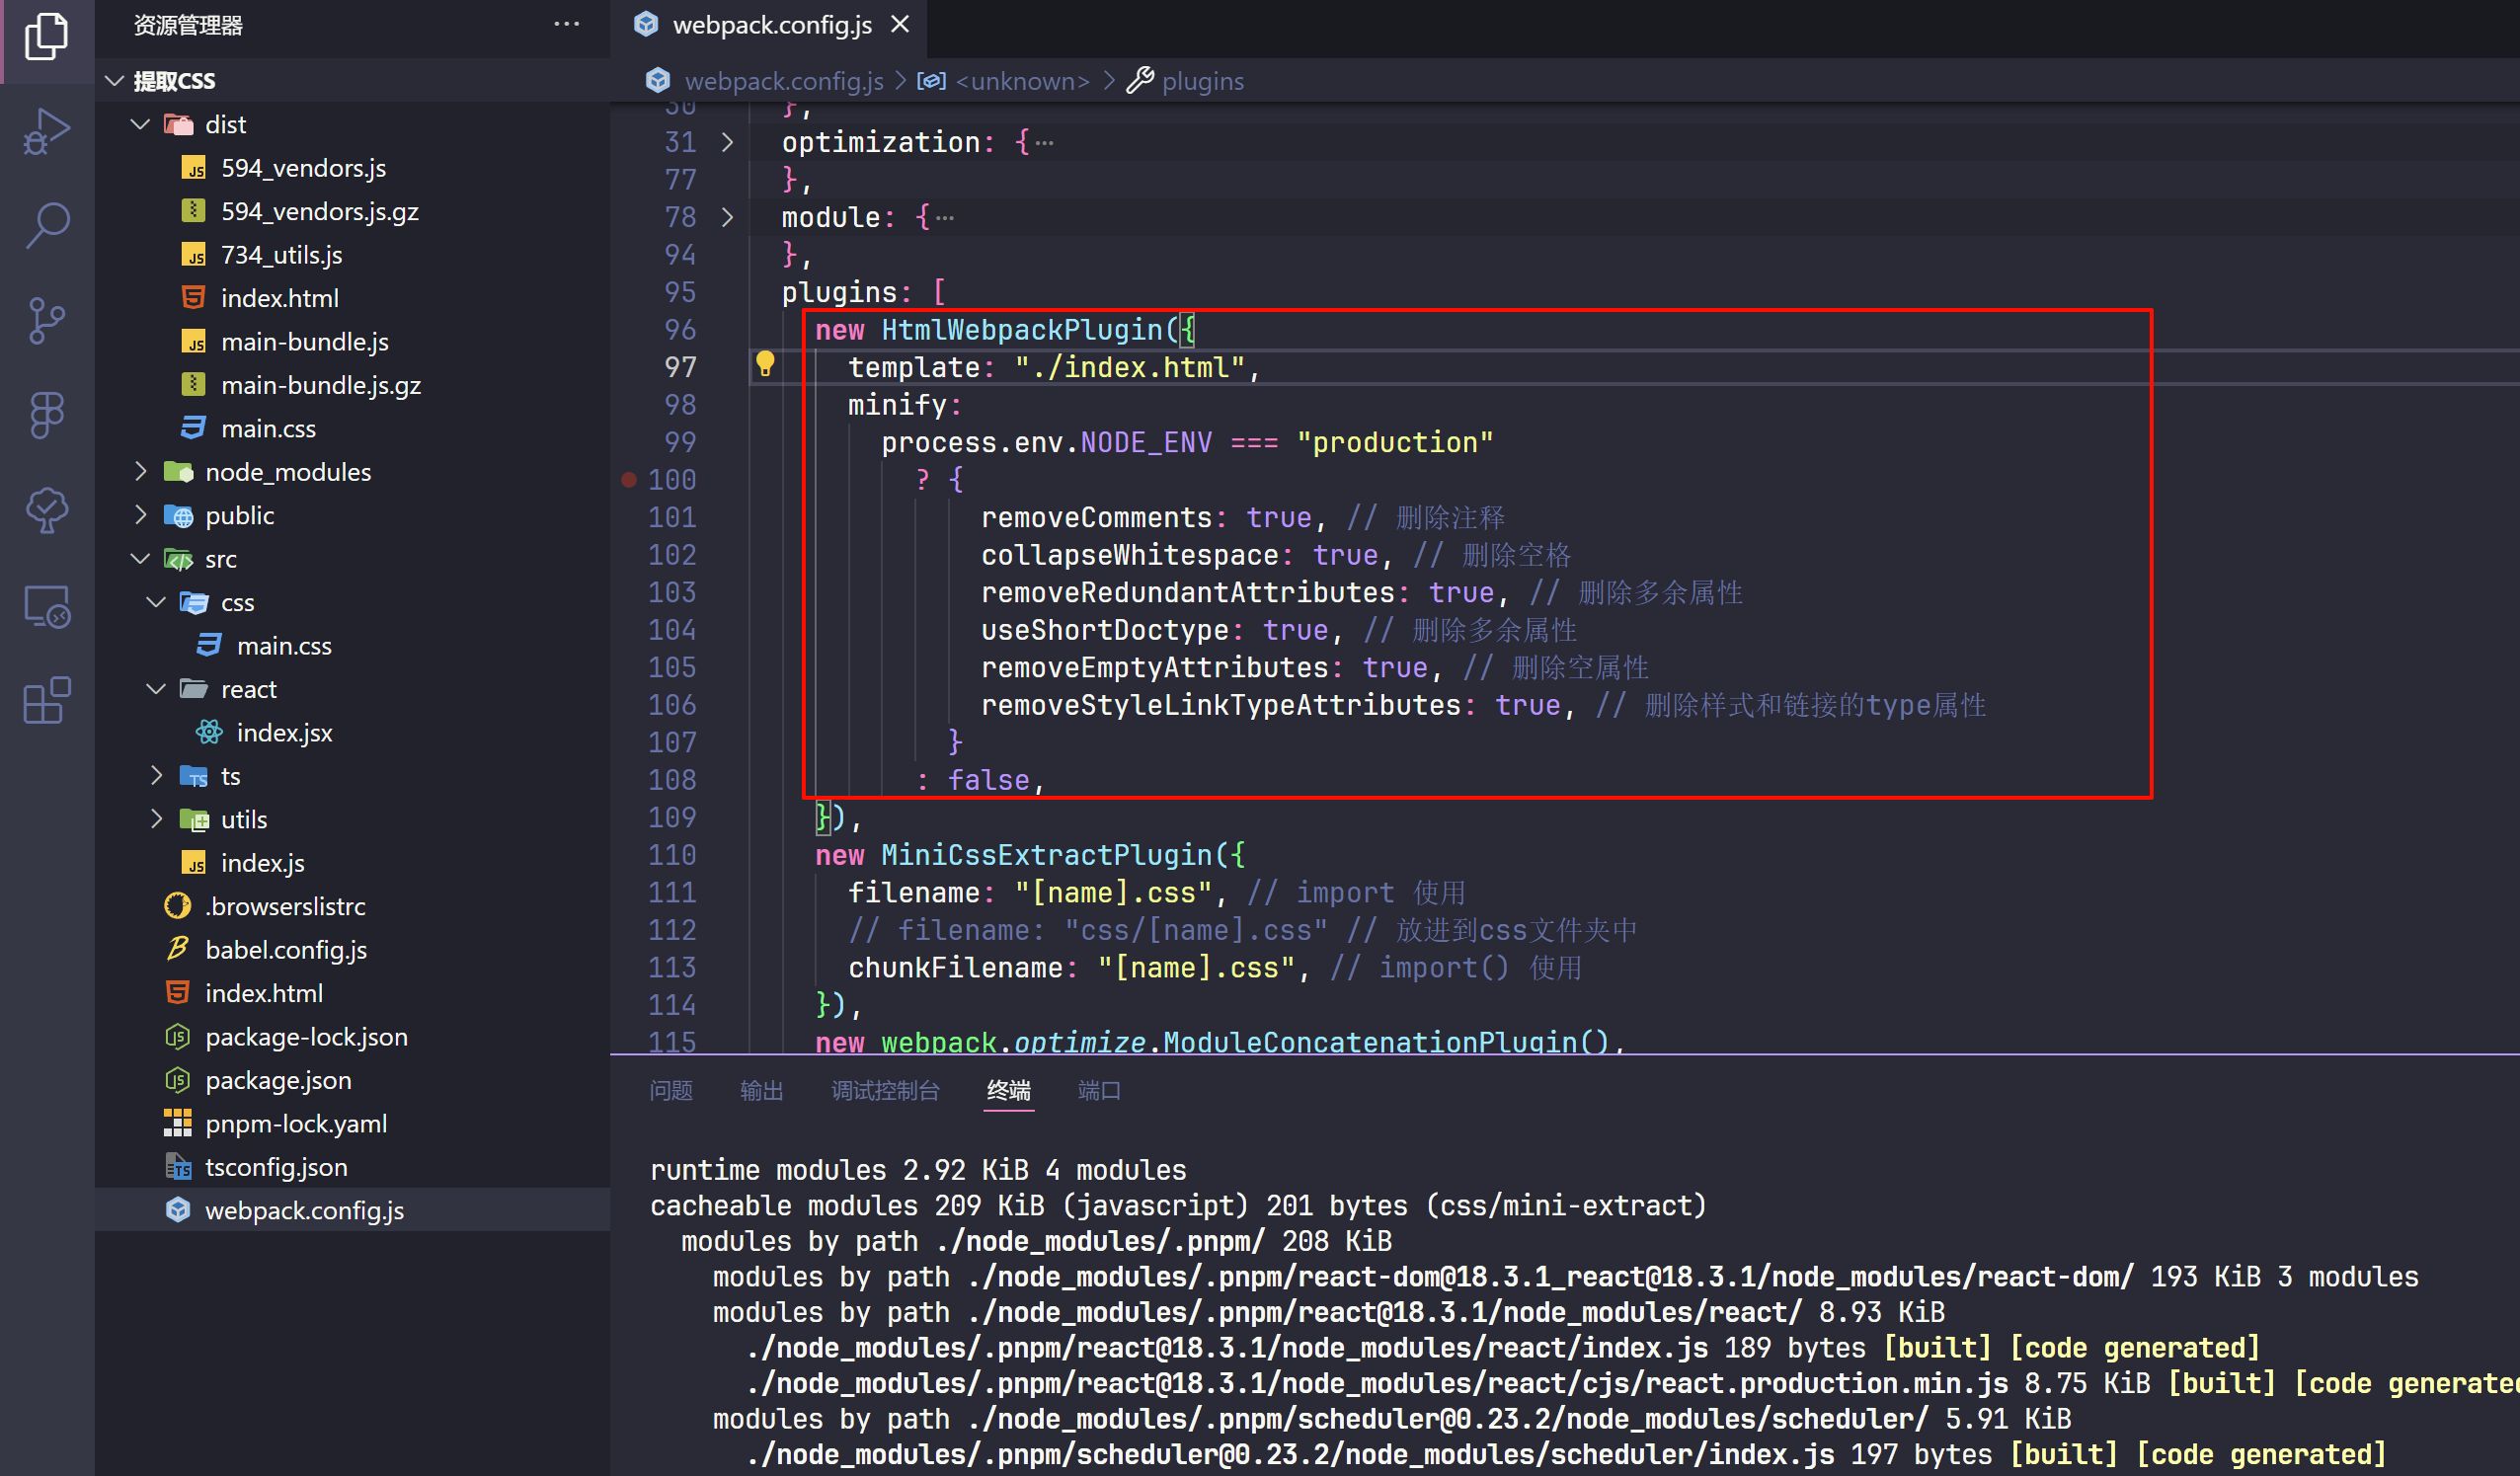 资源管理器
提取CSS
dist
594_vendors.js
594_vendors.js.gz
734_utils.js
index.html
main-bundle.js
main-bundle.js.gz
main.css
node_modules
public
src
css
main.css
react
index.jsx
ts
utils
index.js
.browserslistrc
babel.config.js
index.html
package-lock.json
package.json
pnpm-lock.yaml
tsconfig.json
webpack.config.js
webpack.config.js
webpack.config.js > <unknown> > plugins
30 },
31 optimization: {…
77 },
78 module: {…
94 },
95 plugins: [
96 new HtmlWebpackPlugin({
97 template: "./index.html",
98 minify:
99 process.env.NODE_ENV === "production"
100 ? {
101 removeComments: true, // 删除注释
102 collapseWhitespace: true, // 删除空格
103 removeRedundantAttributes: true, // 删除多余属性
104 useShortDoctype: true, // 删除多余属性
105 removeEmptyAttributes: true, // 删除空属性
106 removeStyleLinkTypeAttributes: true, // 删除样式和链接的type属性
107 }
108 : false,
109 }),
110 new MiniCssExtractPlugin({
111 filename: "[name].css", // import 使用
112 // filename: "css/[name].css" // 放进到css文件夹中
113 chunkFilename: "[name].css", // import() 使用
114 }),
115 new webpack.optimize.ModuleConcatenationPlugin(),
问题 输出 调试控制台 终端 端口
runtime modules 2.92 KiB 4 modules
cacheable modules 209 KiB (javascript) 201 bytes (css/mini-extract)
modules by path ./node_modules/.pnpm/ 208 KiB
modules by path ./node_modules/.pnpm/react-dom@18.3.1_react@18.3.1/node_modules/react-dom/ 193 KiB 3 modules
modules by path ./node_modules/.pnpm/react@18.3.1/node_modules/react/ 8.93 KiB
./node_modules/.pnpm/react@18.3.1/node_modules/react/index.js 189 bytes [built] [code generated]
./node_modules/.pnpm/react@18.3.1/node_modules/react/cjs/react.production.min.js 8.75 KiB [built] [code generated
modules by path ./node_modules/.pnpm/scheduler@0.23.2/node_modules/scheduler/ 5.91 KiB
./node_modules/.pnpm/scheduler@0.23.2/node_modules/scheduler/index.js 197 bytes [built] [code generated]